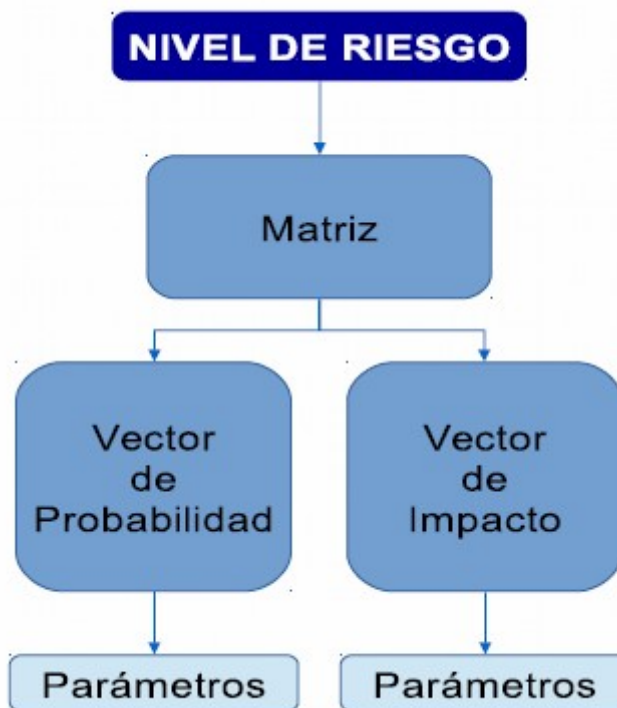 NIVEL DE RIESGO
Matriz
Vector
de
Probabilidad
Vector
de
Impacto
Parámetros
Parámetros